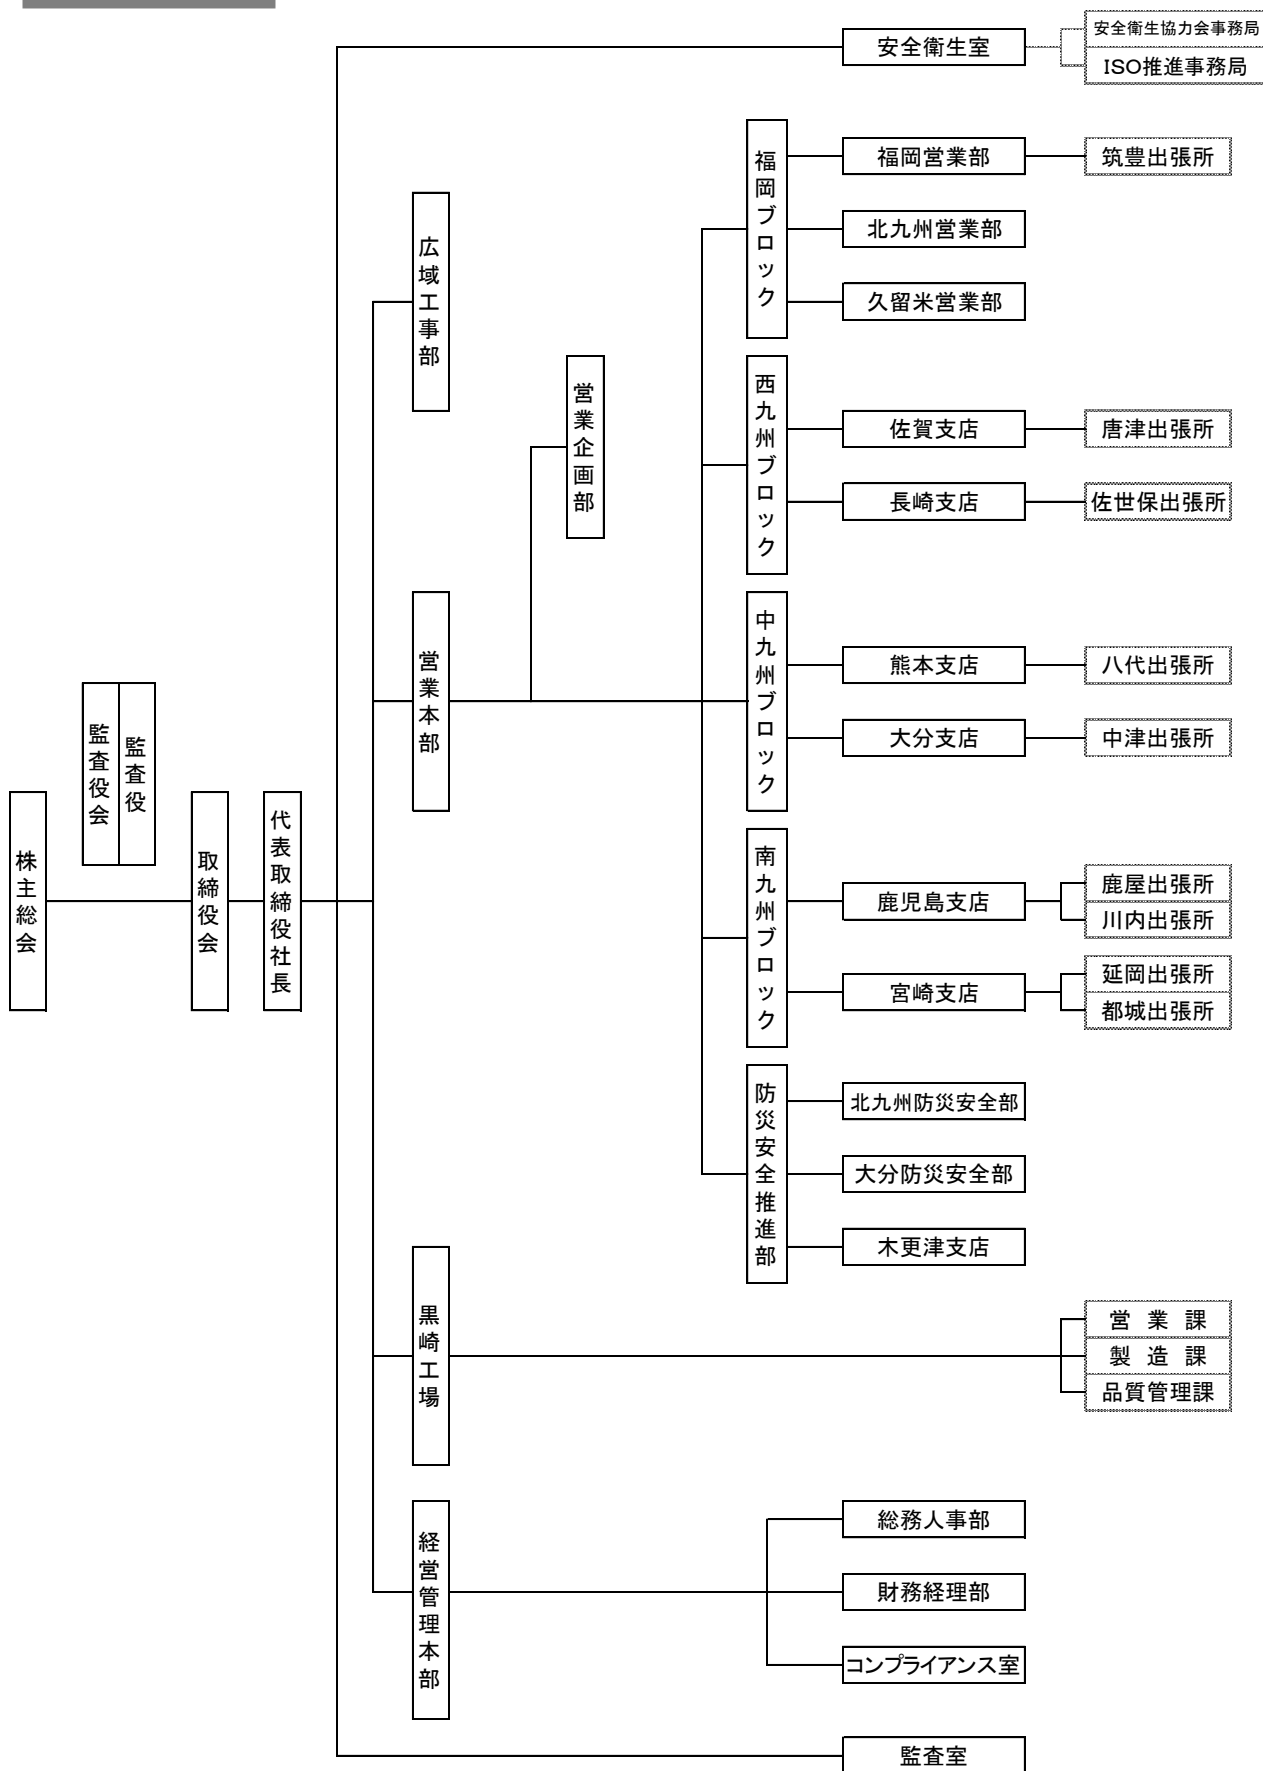 安全衛生室
安全衛生協力会事務局
ISO推進事務局
福岡ブロック
福岡営業部
筑豊出張所
北九州営業部
久留米営業部
広域工事部
営業企画部
西九州ブロック
佐賀支店
唐津出張所
長崎支店
佐世保出張所
営業本部
中九州ブロック
熊本支店
八代出張所
大分支店
中津出張所
監査役会
監査役
株主総会
取締役会
代表取締役社長
南九州ブロック
鹿児島支店
鹿屋出張所
川内出張所
宮崎支店
延岡出張所
都城出張所
防災安全推進部
北九州防災安全部
大分防災安全部
木更津支店
黒崎工場
営業課
製造課
品質管理課
経営管理本部
総務人事部
財務経理部
コンプライアンス室
監査室